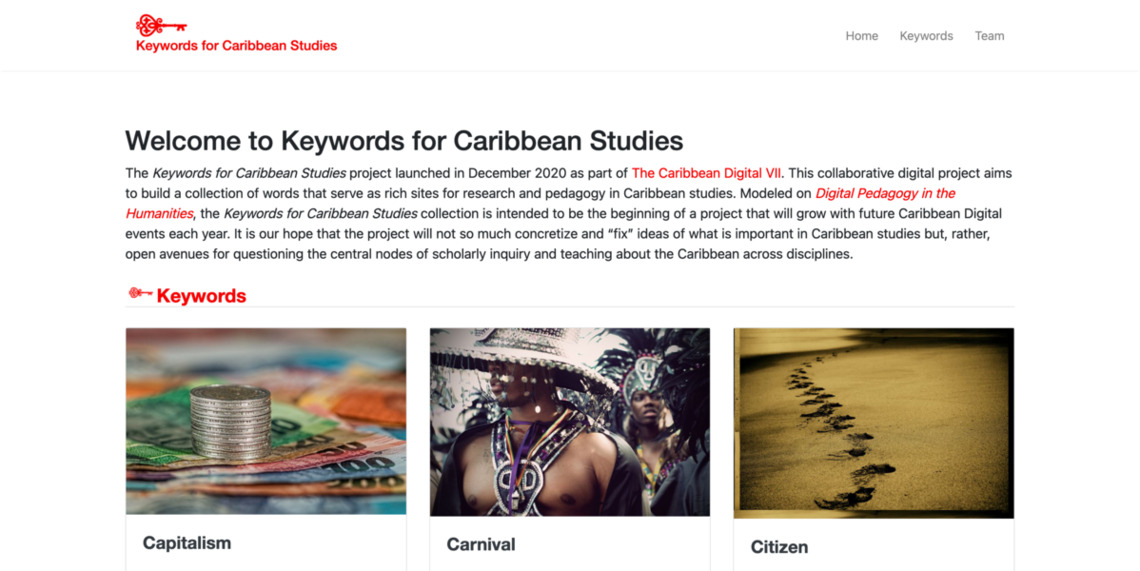 Keywords for Caribbean Studies
Home Keywords Team
Welcome to Keywords for Caribbean Studies
The Keywords for Caribbean Studies project launched in December 2020 as part of The Caribbean Digital VII. This collaborative digital project aims
to build a collection of words that serve as rich sites for research and pedagogy in Caribbean studies. Modeled on Digital Pedagogy in the
Humanities, the Keywords for Caribbean Studies collection is intended to be the beginning of a project that will grow with future Caribbean Digital
events each year. It is our hope that the project will not so much concretize and “fix” ideas of what is important in Caribbean studies but, rather,
open avenues for questioning the central nodes of scholarly inquiry and teaching about the Caribbean across disciplines.
Keywords
100
Capitalism
Carnival
Citizen